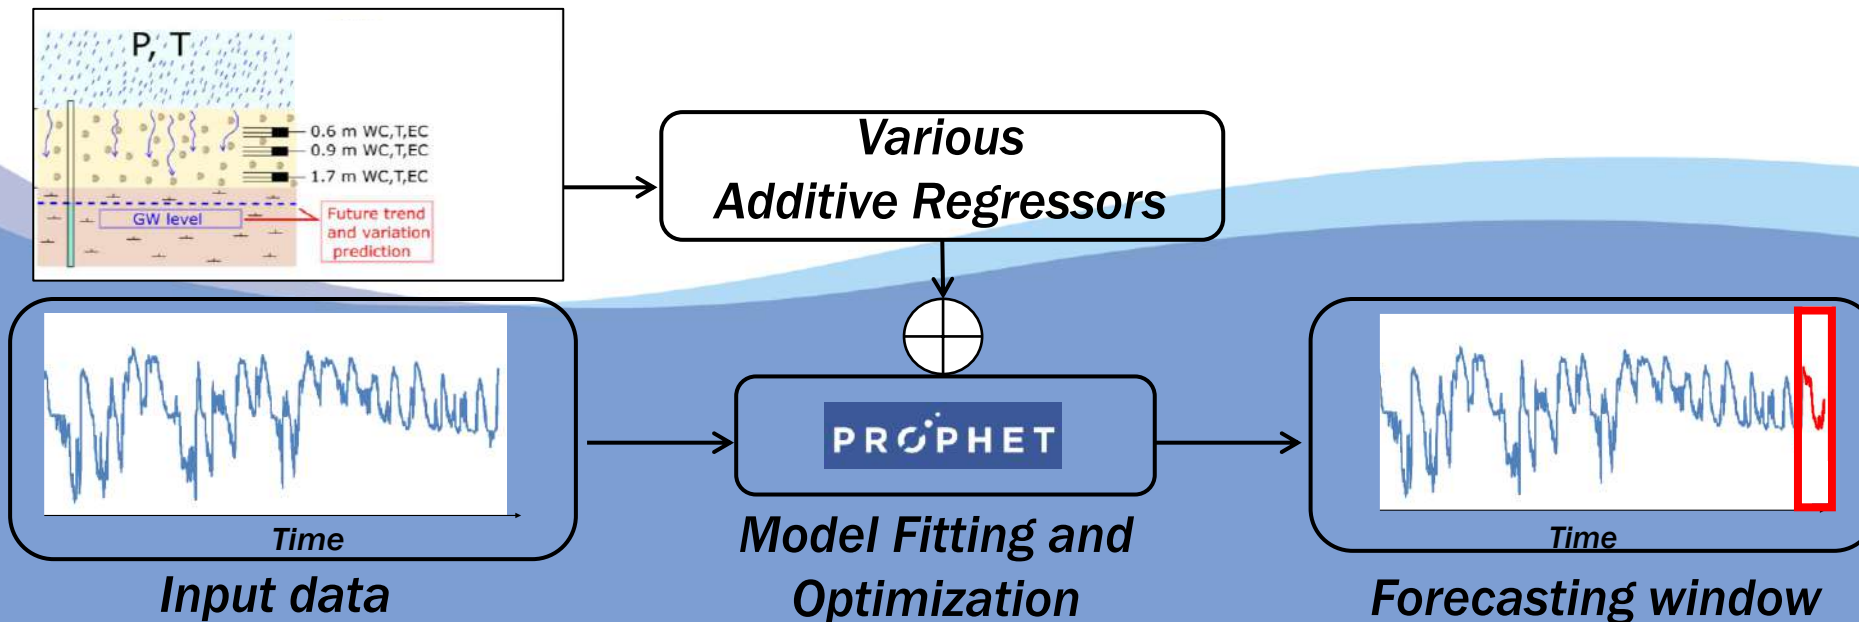 P, T
0.6 m WC,T,EC
0.9 m WC,T,EC
1.7 m WC,T,EC
GW level
Future trend
and variation
prediction
Various
Additive Regressors
Time
Input data
PROPHET
Model Fitting and
Optimization
Time
Forecasting window